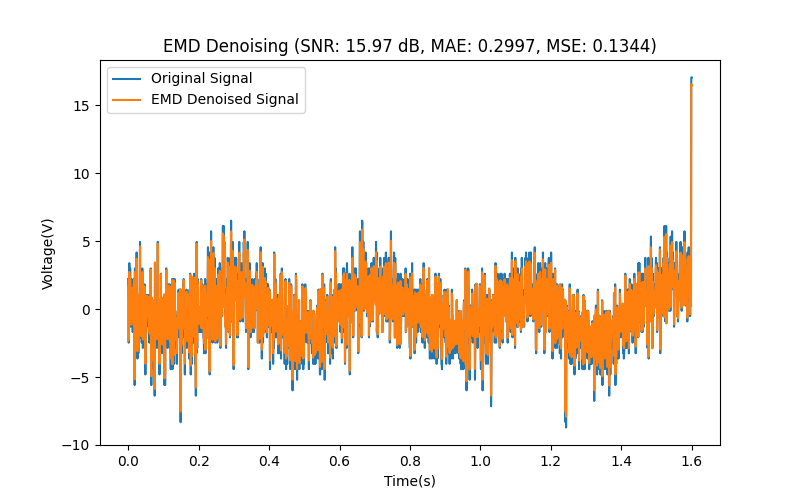 EMD Denoising (SNR: 15.97 dB, MAE: 0.2997, MSE: 0.1344)
Original Signal
EMD Denoised Signal
15
10
5
0
−5
−10
Voltage(V)
0.0 0.2 0.4 0.6 0.8 1.0 1.2 1.4 1.6
Time(s)